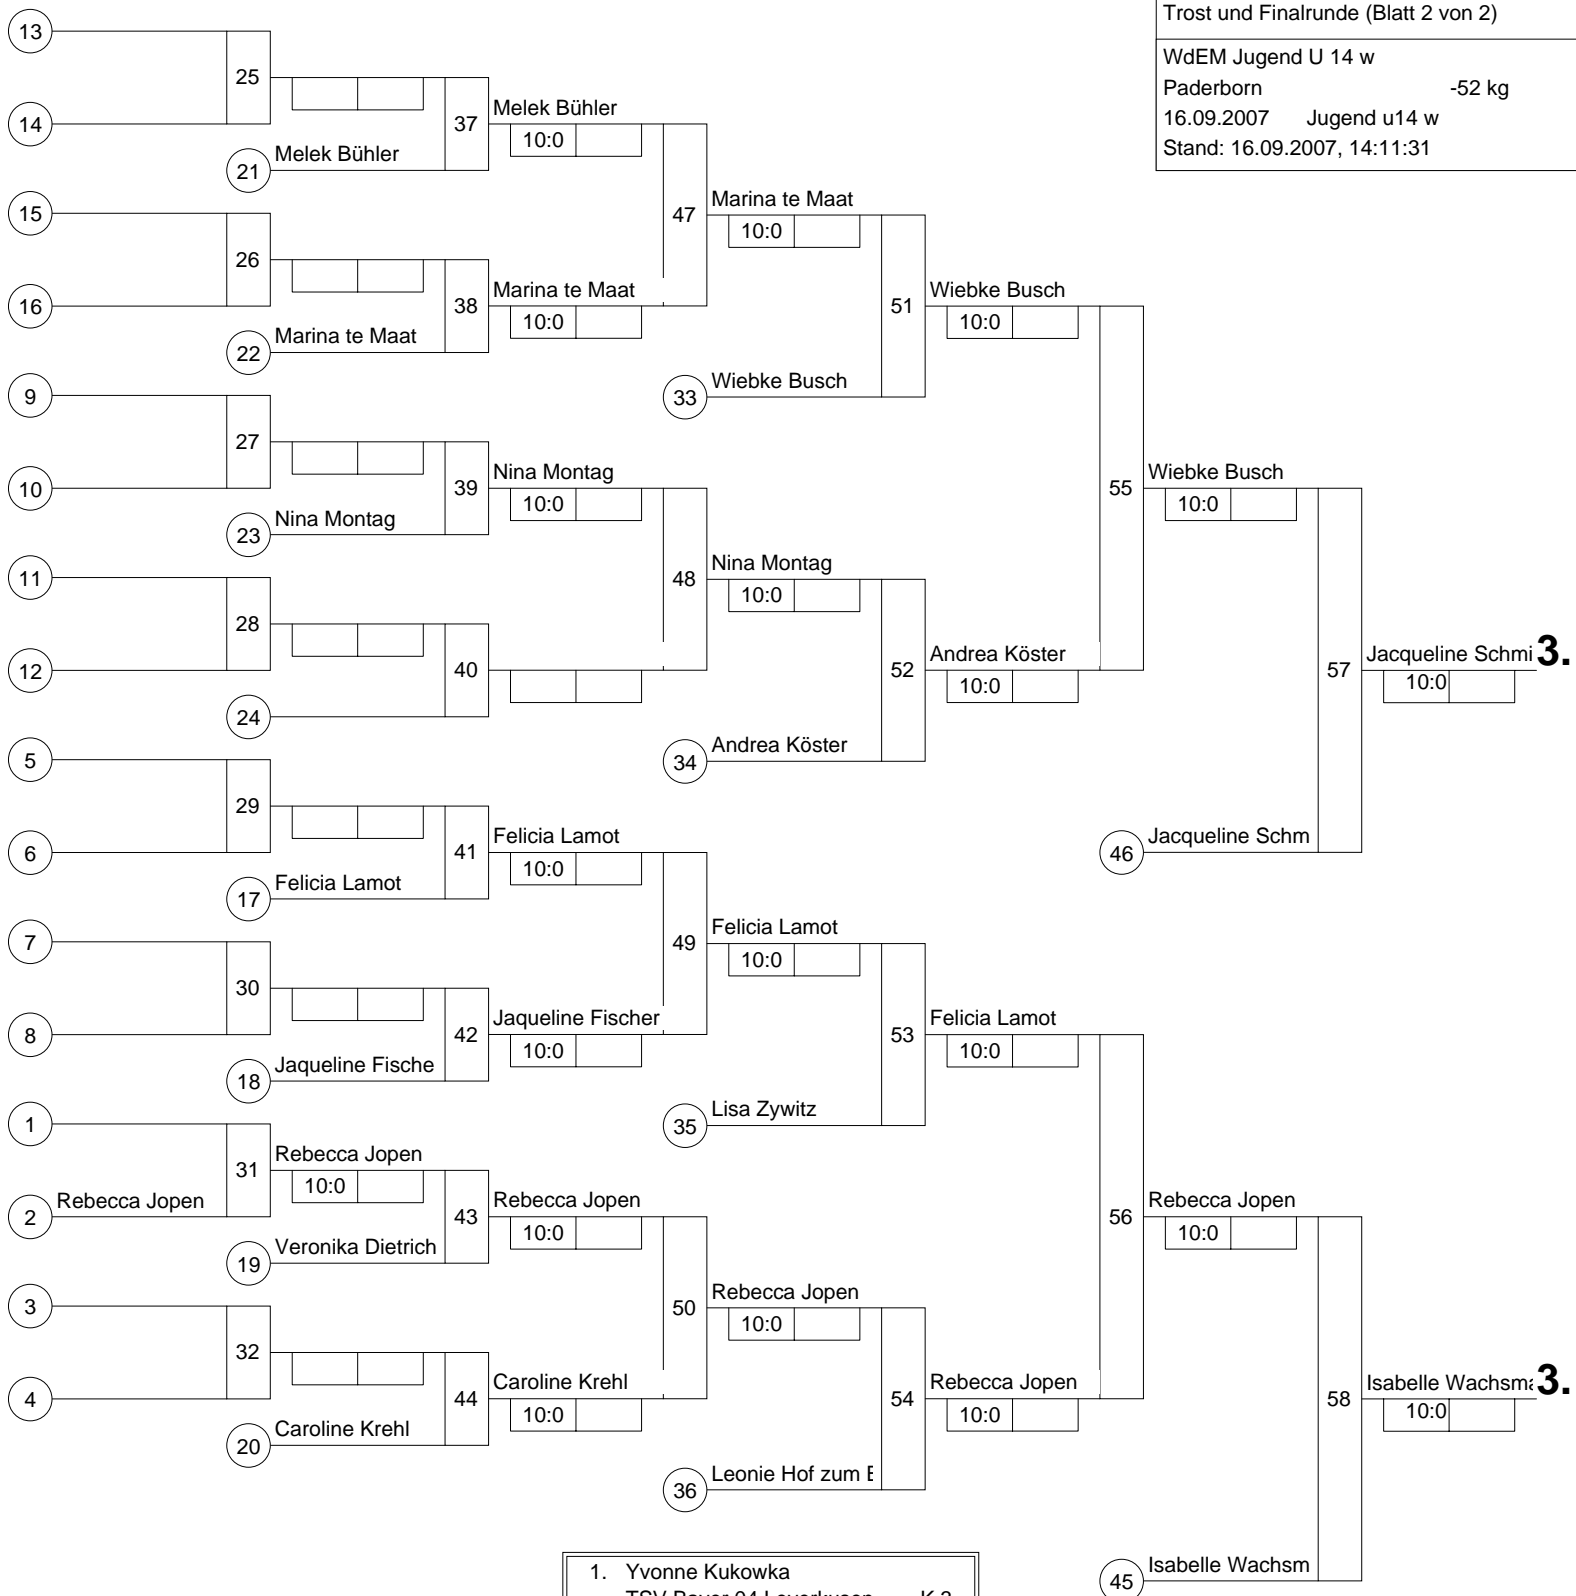 Trost und Finalrunde (Blatt 2 von 2)
WdEM Jugend U 14 w
Paderborn -52 kg
16.09.2007 Jugend u14 w
Stand: 16.09.2007, 14:11:31
13
25
14
37
Melek Bühler
10:0
21
Melek Bühler
15
47
Marina te Maat
10:0
26
16
38
Marina te Maat
10:0
22
Marina te Maat
51
Wiebke Busch
10:0
33
Wiebke Busch
9
27
10
39
Nina Montag
10:0
23
Nina Montag
55
Wiebke Busch
10:0
11
48
Nina Montag
10:0
28
12
40
24
52
Andrea Köster
10:0
34
Andrea Köster
57
Jacqueline Schmi
3.
10:0
46
Jacqueline Schm
5
29
6
41
Felicia Lamot
10:0
17
Felicia Lamot
7
49
Felicia Lamot
10:0
30
8
42
Jaqueline Fischer
10:0
18
Jaqueline Fische
53
Felicia Lamot
10:0
35
Lisa Zywitz
1
31
Rebecca Jopen
10:0
2
Rebecca Jopen
43
Rebecca Jopen
10:0
19
Veronika Dietrich
56
Rebecca Jopen
10:0
3
50
Rebecca Jopen
10:0
32
4
44
Caroline Krehl
10:0
20
Caroline Krehl
54
Rebecca Jopen
10:0
36
Leonie Hof zum
58
Isabelle Wachsma
3.
10:0
45
Isabelle Wachsm
1. Yvonne Kukowka
TSV Bayer 04 Leverkusen K 2